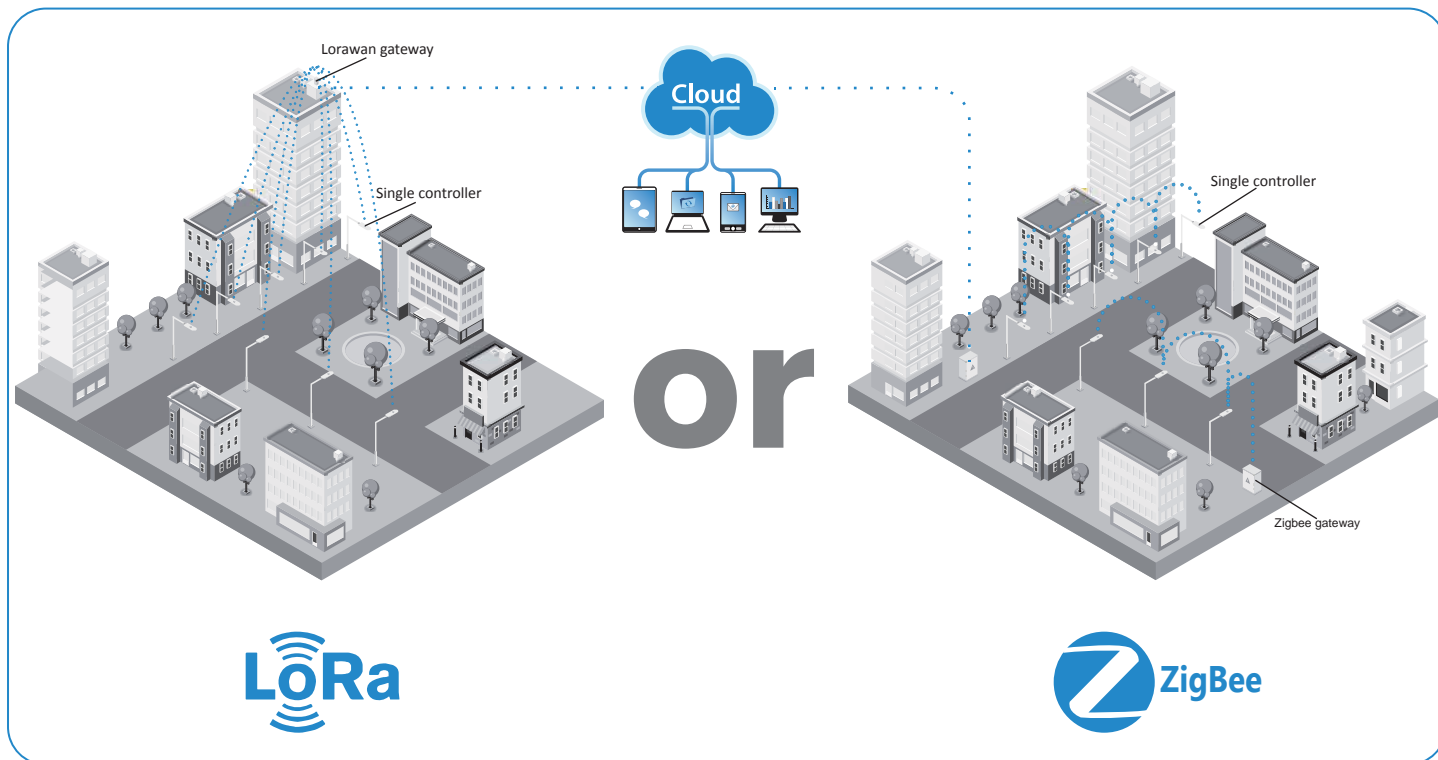 Lorawan gateway
Cloud
Single controller
Single controller
or
Zigbee gateway
LoRa
ZigBee